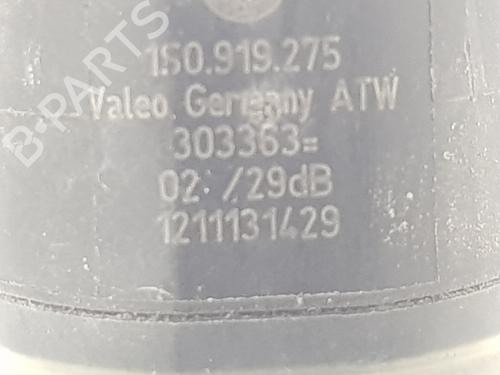 B-PARTS
1S0.919.275
Valeo Germany ATW
303363=
02: /29dB
1211131429